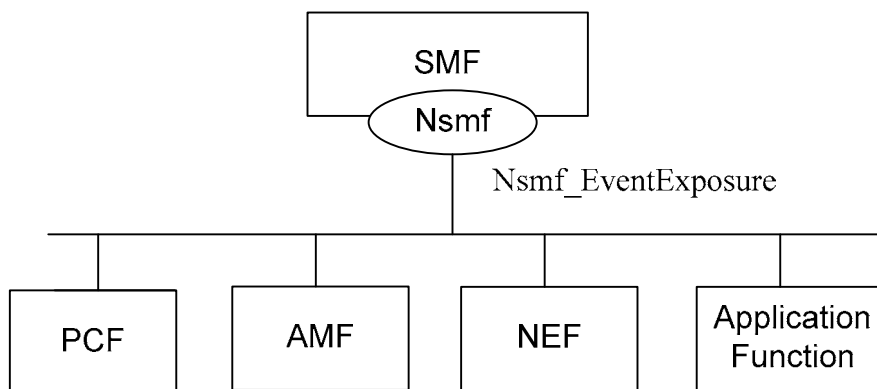 SMF
Nsmf
Nsmf_EventExposure
PCF
AMF
NEF
Application
Function